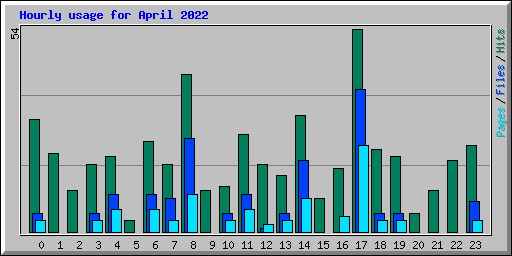 Hourly usage for April 2022
54
Pages / Files / Hits
0 1 2 3 4 5 6 7 8 9 10 11 12 13 14 15 16 17 18 19 20 21 22 23